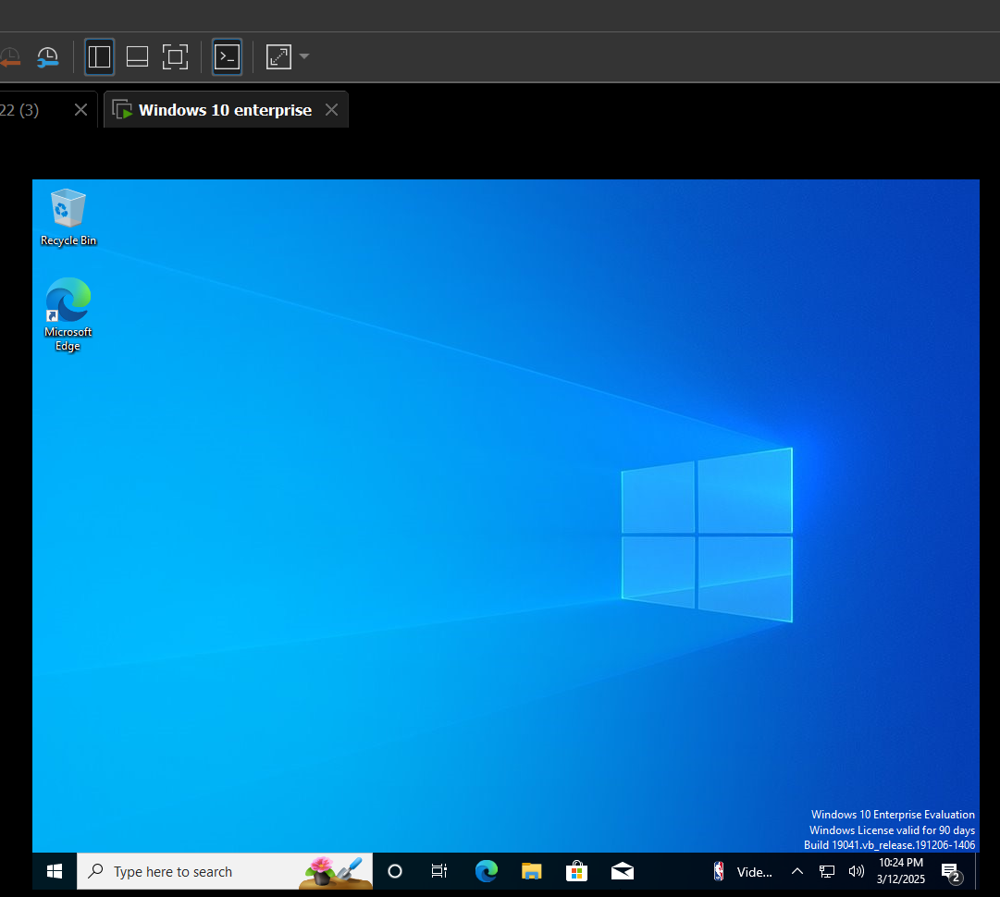 22 (3)
Windows 10 enterprise
Recycle Bin
Microsoft
Edge
Windows 10 Enterprise Evaluation
Windows License valid for 90 days
Build 19041.vb_release.191206-1406
Type here to search
Vide...
10:24 PM
3/12/2025
2